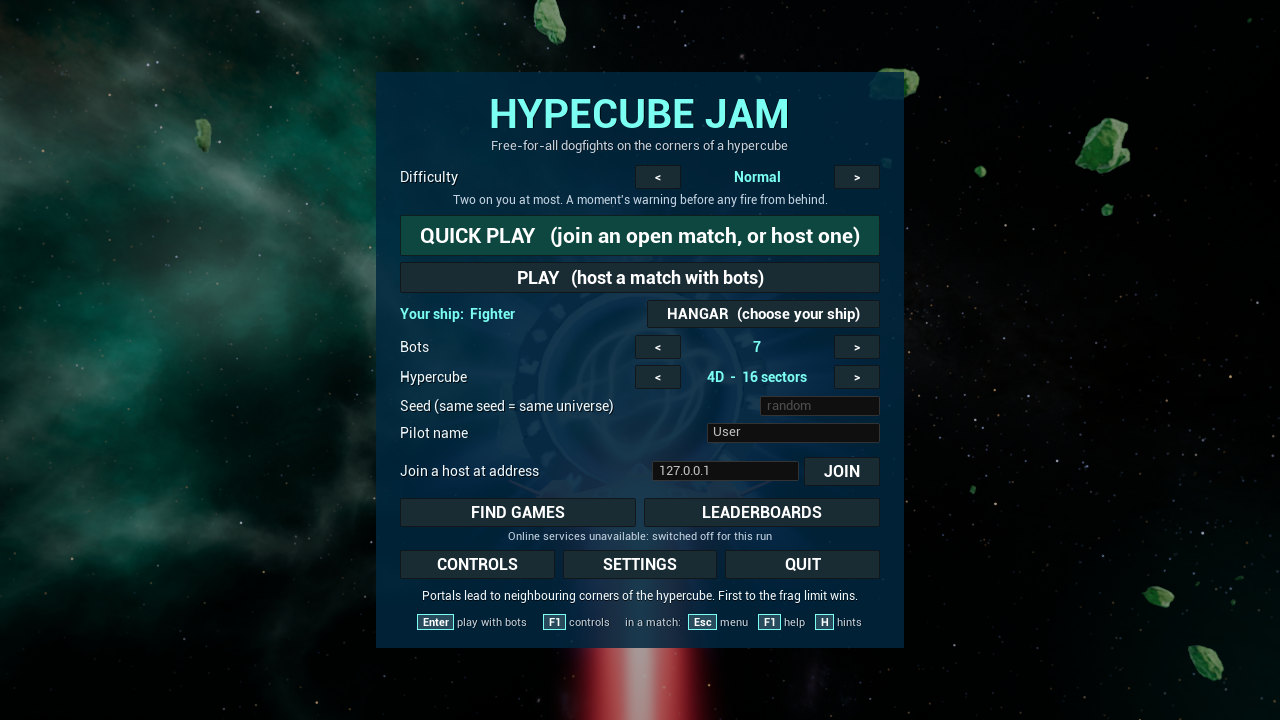 HYPECUBE JAM
Free-for-all dogfights on the corners of a hypercube
Difficulty < Normal >
Two on you at most. A moment's warning before any fire from behind.
QUICK PLAY (join an open match, or host one)
PLAY (host a match with bots)
Your ship: Fighter HANGAR (choose your ship)
Bots < 7 >
Hypercube < 4D - 16 sectors >
Seed (same seed = same universe) random
Pilot name User
Join a host at address 127.0.0.1 JOIN
FIND GAMES LEADERBOARDS
Online services unavailable: switched off for this run
CONTROLS SETTINGS QUIT
Portals lead to neighbouring corners of the hypercube. First to the frag limit wins.
Enter play with bots F1 controls in a match: Esc menu F1 help H hints